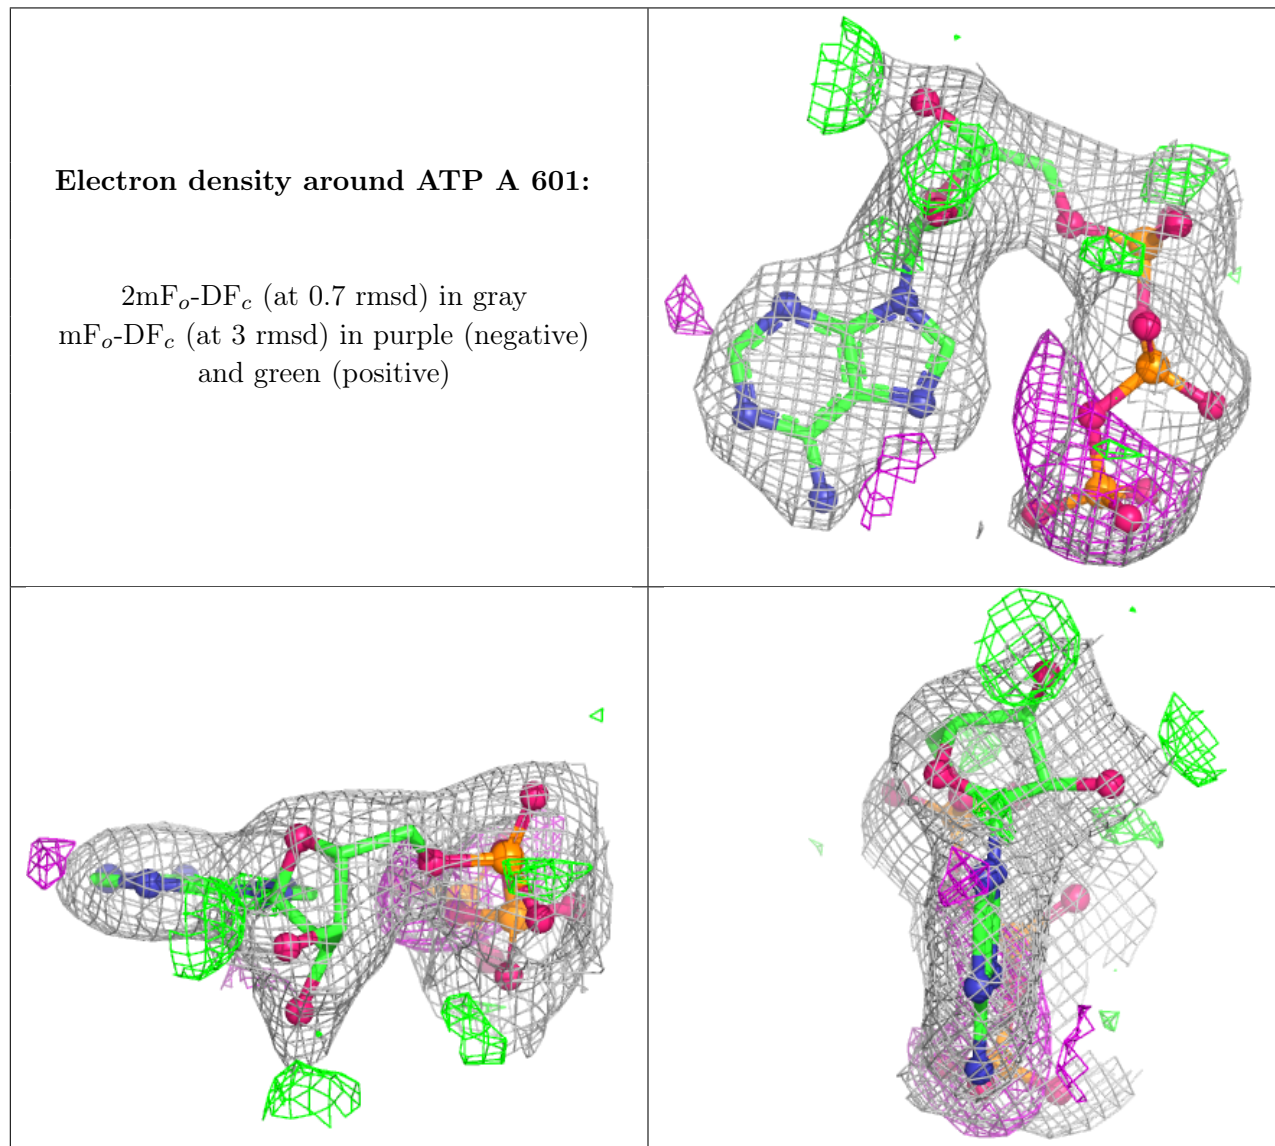 Electron density around ATP A 601:
2mFo-DFc (at 0.7 rmsd) in gray
mFo-DFc (at 3 rmsd) in purple (negative)
and green (positive)